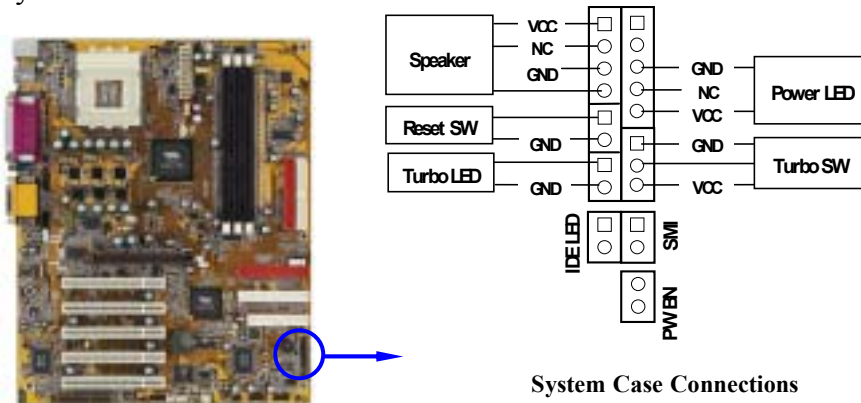 Speaker
VCC
NC
GND
Reset SW
GND
Turbo LED
GND
GND
NC
VCC
Power LED
GND
VCC
Turbo SW
IDE LED
SMI
PW BN
System Case Connections